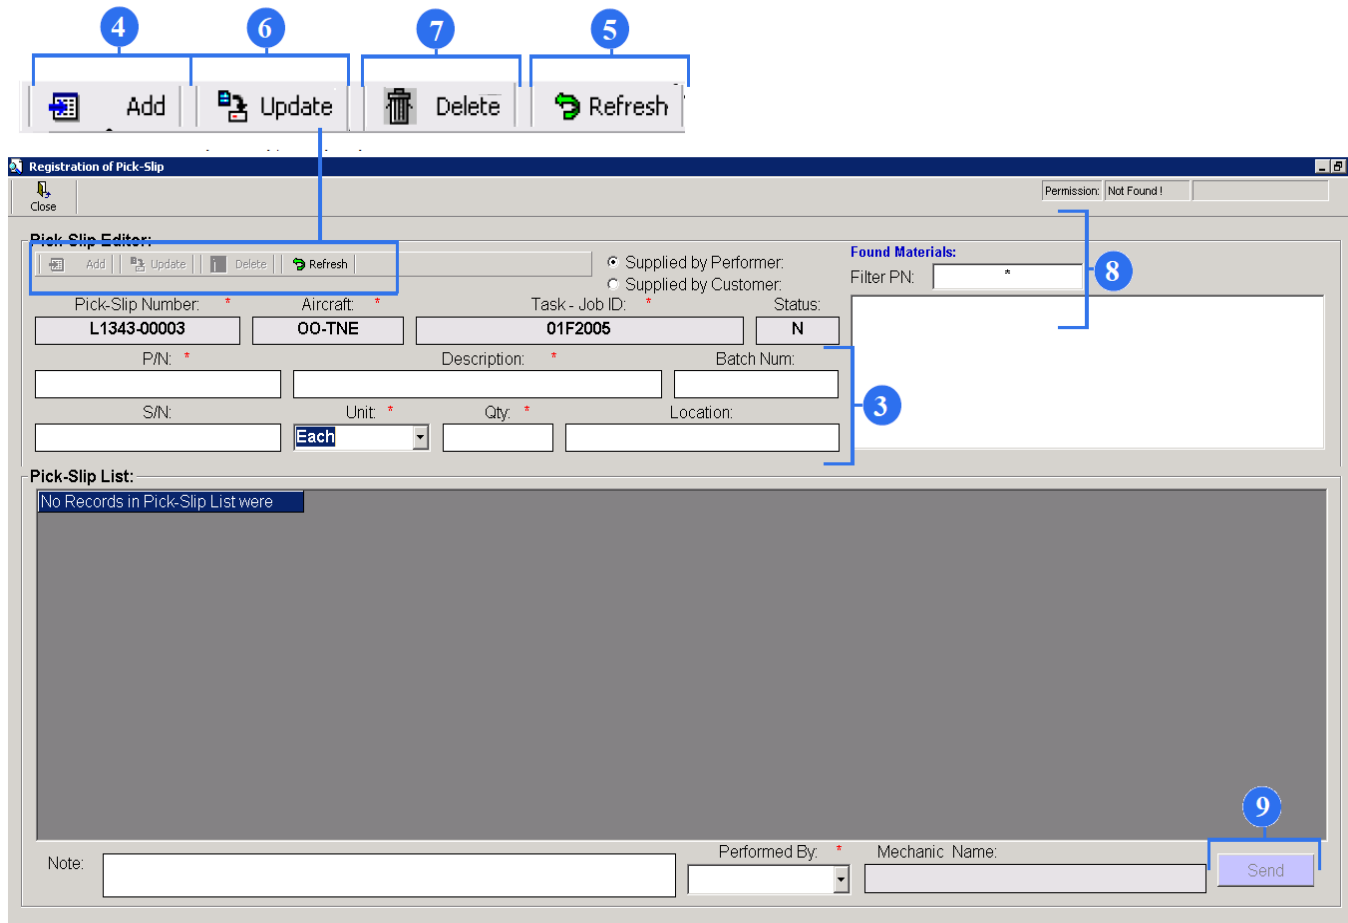 4 6 7 5
Add Update Delete Refresh
Registration of Pick-Slip
Close
Permission: Not Found !
Pick-Slip Editor:
Add Update Delete Refresh
Supplied by Performer:
Supplied by Customer:
Found Materials:
Filter PN: *
8
Pick-Slip Number: * Aircraft: * Task - Job ID: * Status:
L1343-00003 OO-TNE 01F2005 N
P/N: * Description: * Batch Num:
3
S/N: Unit: * Qty: * Location:
Each
Pick-Slip List:
No Records in Pick-Slip List were
9
Note: Performed By: * Mechanic Name:
Send